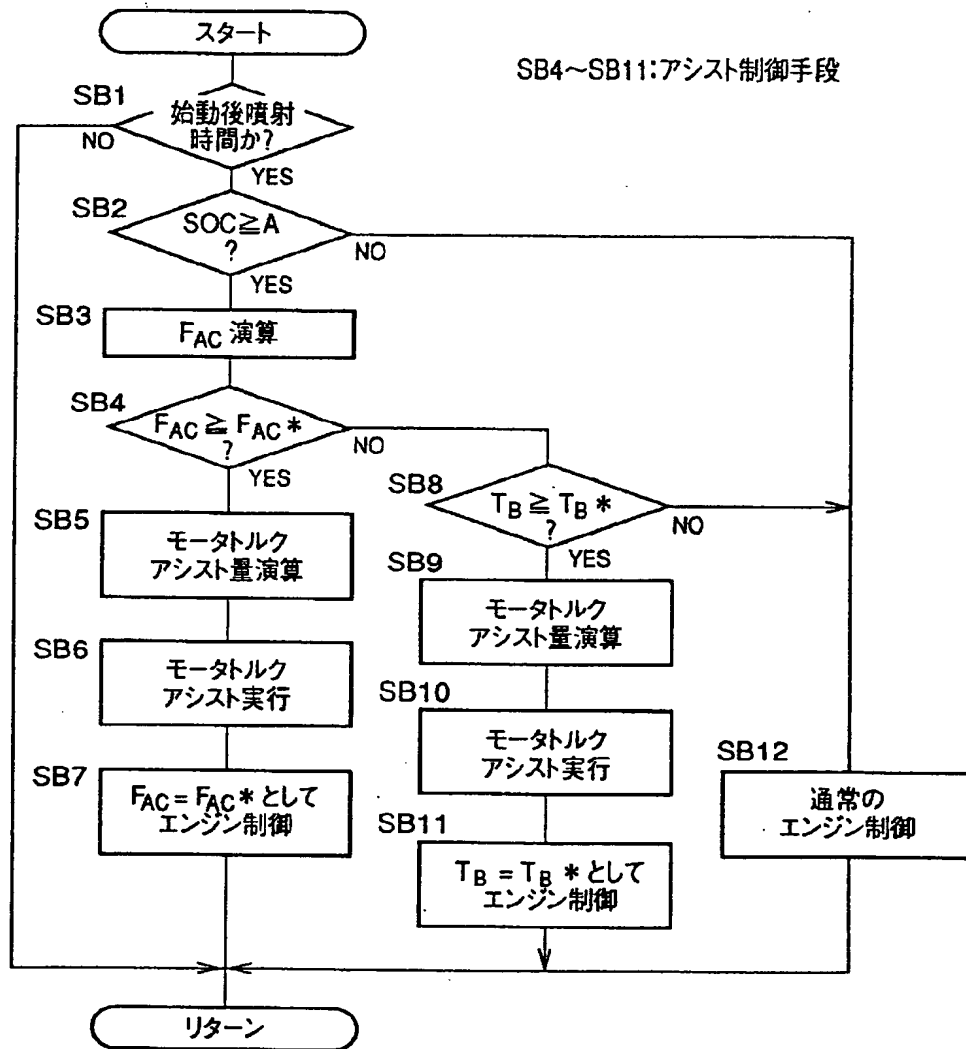 スタート
SB4～SB11:アシスト制御手段
SB1
始動後噴射
時間か?
NO
YES
SB2
SOC≧A
?
NO
YES
SB3
FAC 演算
SB4
FAC ≧ FAC *
?
NO
YES
SB8
TB ≧ TB *
?
NO
YES
SB5
モータトルク
アシスト量演算
SB9
モータトルク
アシスト量演算
SB6
モータトルク
アシスト実行
SB10
モータトルク
アシスト実行
SB7
FAC = FAC * として
エンジン制御
SB11
TB = TB * として
エンジン制御
SB12
通常の
エンジン制御
リターン